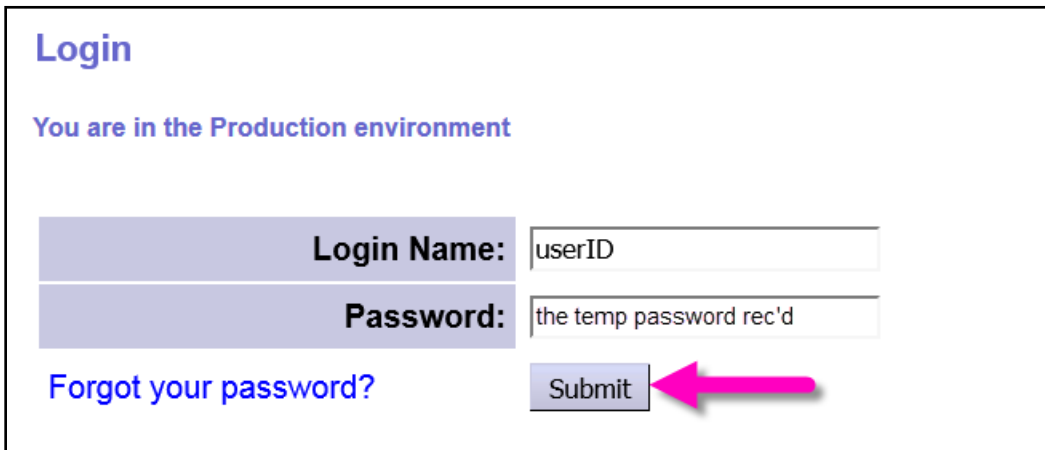 Login
You are in the Production environment
Login Name: userID
Password: the temp password rec'd
Forgot your password? Submit